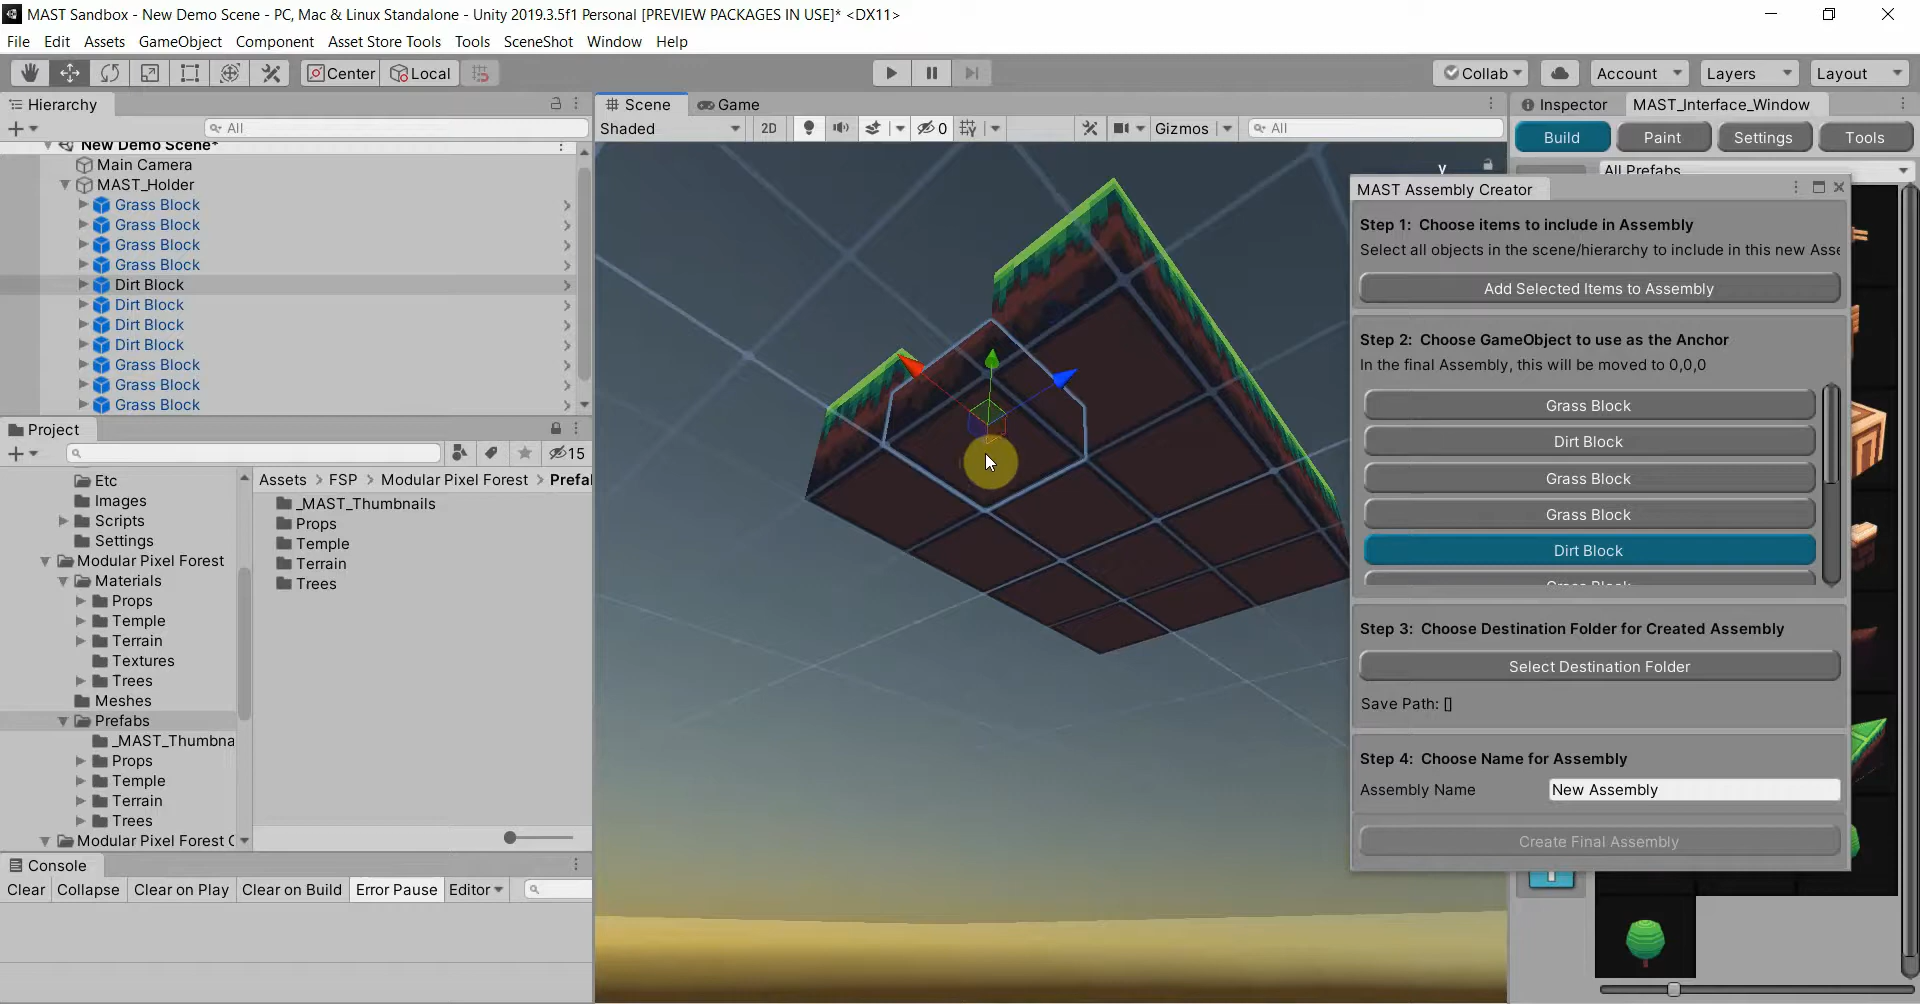 MAST Sandbox - New Demo Scene - PC, Mac & Linux Standalone - Unity 2019.3.5f1 Personal [PREVIEW PACKAGES IN USE]* <DX11>
File Edit Assets GameObject Component Asset Store Tools Tools SceneShot Window Help
Center Local Collab Account Layers Layout
Hierarchy
All
New Demo Scene*
Main Camera
MAST_Holder
Grass Block
Grass Block
Grass Block
Grass Block
Dirt Block
Dirt Block
Dirt Block
Dirt Block
Grass Block
Grass Block
Grass Block
Project
15
Etc
Images
Scripts
Settings
Modular Pixel Forest
Materials
Props
Temple
Terrain
Textures
Trees
Meshes
Prefabs
_MAST_Thumbna
Props
Temple
Terrain
Trees
Modular Pixel Forest C
Assets > FSP > Modular Pixel Forest > Prefa
_MAST_Thumbnails
Props
Temple
Terrain
Trees
Console
Clear Collapse Clear on Play Clear on Build Error Pause Editor
Scene Game
Shaded 2D 0 Gizmos All
y
Inspector MAST_Interface_Window
Build Paint Settings Tools
All Prefabs
MAST Assembly Creator
Step 1: Choose items to include in Assembly
Select all objects in the scene/hierarchy to include in this new Asse
Add Selected Items to Assembly
Step 2: Choose GameObject to use as the Anchor
In the final Assembly, this will be moved to 0,0,0
Grass Block
Dirt Block
Grass Block
Grass Block
Dirt Block
Grass Block
Step 3: Choose Destination Folder for Created Assembly
Select Destination Folder
Save Path: []
Step 4: Choose Name for Assembly
Assembly Name New Assembly
Create Final Assembly